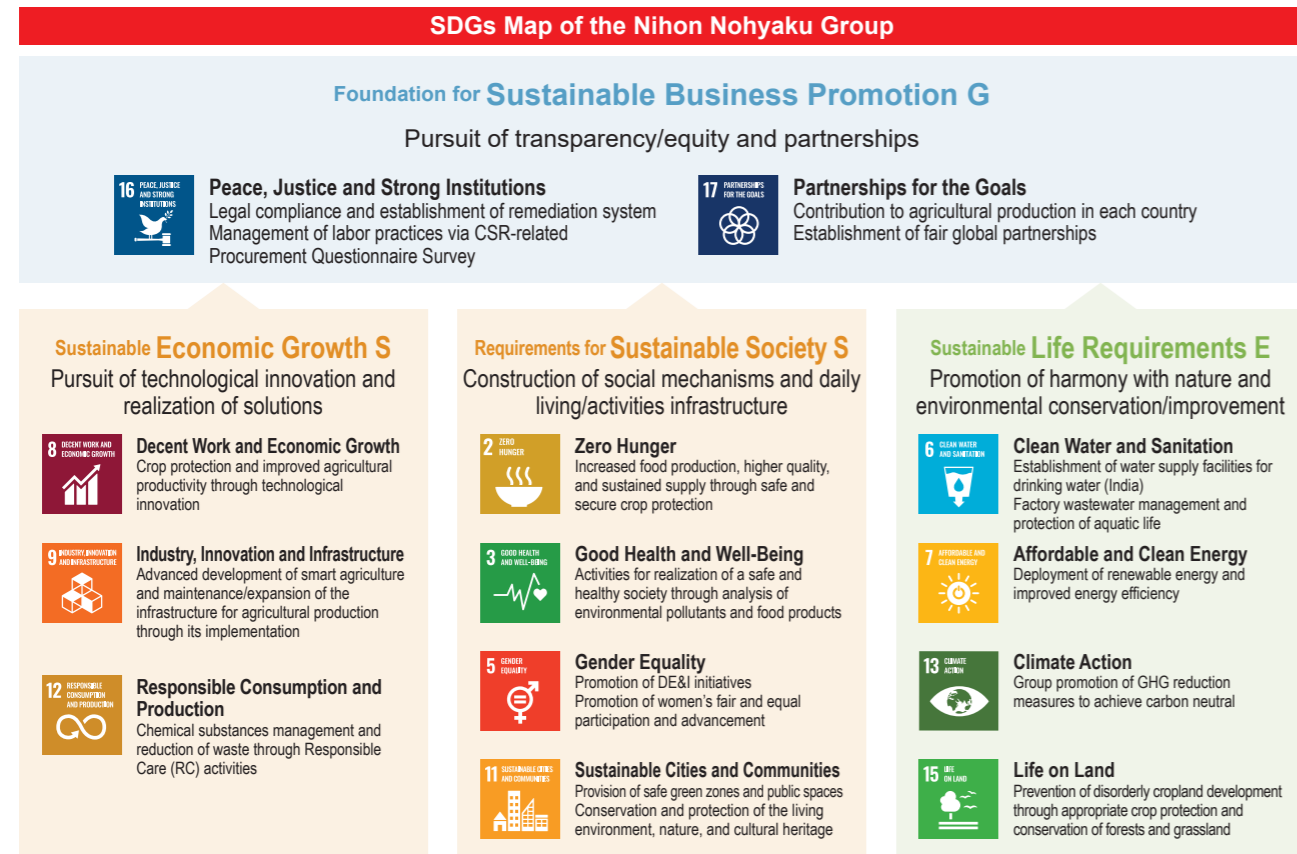 SDGs Map of the Nihon Nohyaku Group
Foundation for Sustainable Business Promotion G
Pursuit of transparency/equity and partnerships
16 PEACE, JUSTICE
AND STRONG
INSTITUTIONS
Peace, Justice and Strong Institutions
Legal compliance and establishment of remediation system
Management of labor practices via CSR-related
Procurement Questionnaire Survey
17 PARTNERSHIPS
FOR THE GOALS
Partnerships for the Goals
Contribution to agricultural production in each country
Establishment of fair global partnerships
Sustainable Economic Growth S
Pursuit of technological innovation and
realization of solutions
8 DECENT WORK AND
ECONOMIC GROWTH
Decent Work and Economic Growth
Crop protection and improved agricultural
productivity through technological
innovation
9 INDUSTRY, INNOVATION
AND INFRASTRUCTURE
Industry, Innovation and Infrastructure
Advanced development of smart agriculture
and maintenance/expansion of the
infrastructure for agricultural production
through its implementation
12 RESPONSIBLE
CONSUMPTION
AND PRODUCTION
Responsible Consumption and
Production
Chemical substances management and
reduction of waste through Responsible
Care (RC) activities
Requirements for Sustainable Society S
Construction of social mechanisms and daily
living/activities infrastructure
2 ZERO
HUNGER
Zero Hunger
Increased food production, higher quality,
and sustained supply through safe and
secure crop protection
3 GOOD HEALTH
AND WELL-BEING
Good Health and Well-Being
Activities for realization of a safe and
healthy society through analysis of
environmental pollutants and food products
5 GENDER
EQUALITY
Gender Equality
Promotion of DE&I initiatives
Promotion of women's fair and equal
participation and advancement
11 SUSTAINABLE CITIES
AND COMMUNITIES
Sustainable Cities and Communities
Provision of safe green zones and public spaces
Conservation and protection of the living
environment, nature, and cultural heritage
Sustainable Life Requirements E
Promotion of harmony with nature and
environmental conservation/improvement
6 CLEAN WATER
AND SANITATION
Clean Water and Sanitation
Establishment of water supply facilities for
drinking water (India)
Factory wastewater management and
protection of aquatic life
7 AFFORDABLE AND
CLEAN ENERGY
Affordable and Clean Energy
Deployment of renewable energy and
improved energy efficiency
13 CLIMATE
ACTION
Climate Action
Group promotion of GHG reduction
measures to achieve carbon neutral
15 LIFE
ON LAND
Life on Land
Prevention of disorderly cropland development
through appropriate crop protection and
conservation of forests and grassland